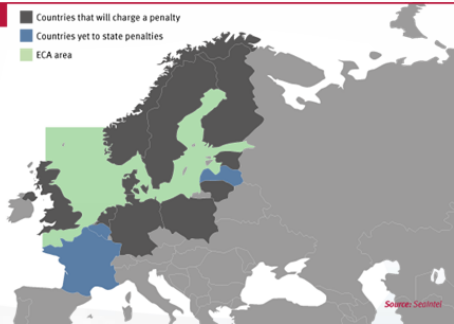 Countries that will charge a penalty
Countries yet to state penalties
ECA area
Source: SeaIntel